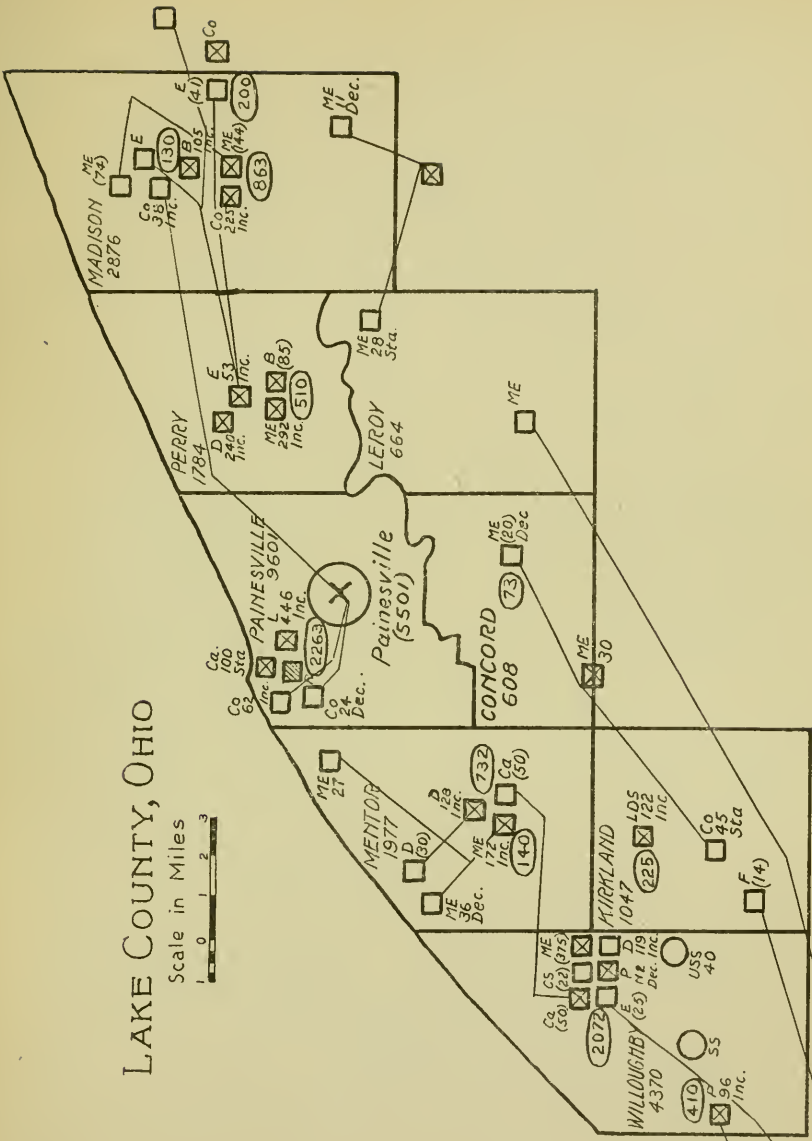 LAKE COUNTY, OHIO
Scale in Miles
1 0 1 2 3
WILLOUGHBY
4370
410
P
96
Inc.
SS
USS
40
2072
Ca
(50)
CS
(22)
ME
(375)
E
(25)
P
142
Dec.
D
119
Inc.
KIRKLAND
1047
225
LDS
122
Inc
Co
45
Sta
F
(14)
MENTOR
1977
ME
27
D
(30)
ME
36
Dec.
D
128
Inc.
732
ME
172
Inc.
140
Ca
(50)
CONCORD
608
73
ME
(20)
Dec
ME
30
PAINESVILLE
9601
Ca.
100
Sta
L
446
Inc.
Co
62
Inc.
2263
Co
24
Dec.
Painesville
(5501)
PERRY
1784
D
240
Inc.
E
53
Inc.
ME
292
Inc.
B
(85)
510
LEROY
664
ME
28
Sta.
ME
MADISON
2876
ME
(74)
E
Co
38
Inc.
130
B
105
Inc.
E
(41)
200
Co
225
Inc.
ME
(144)
863
Co
ME
11
Dec.